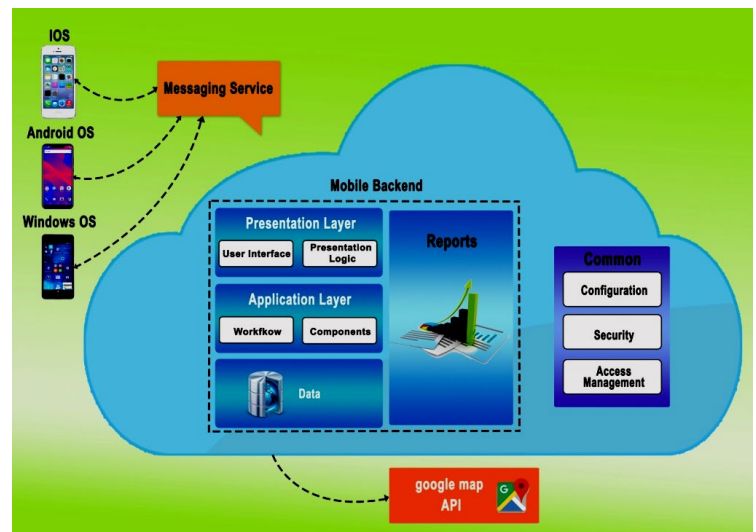 IOS
Messaging Service
Android OS
Windows OS
Mobile Backend
Presentation Layer
User Interface
Presentation
Logic
Reports
Application Layer
Workfkow
Components
Data
Common
Configuration
Security
Access
Management
google map
API
G